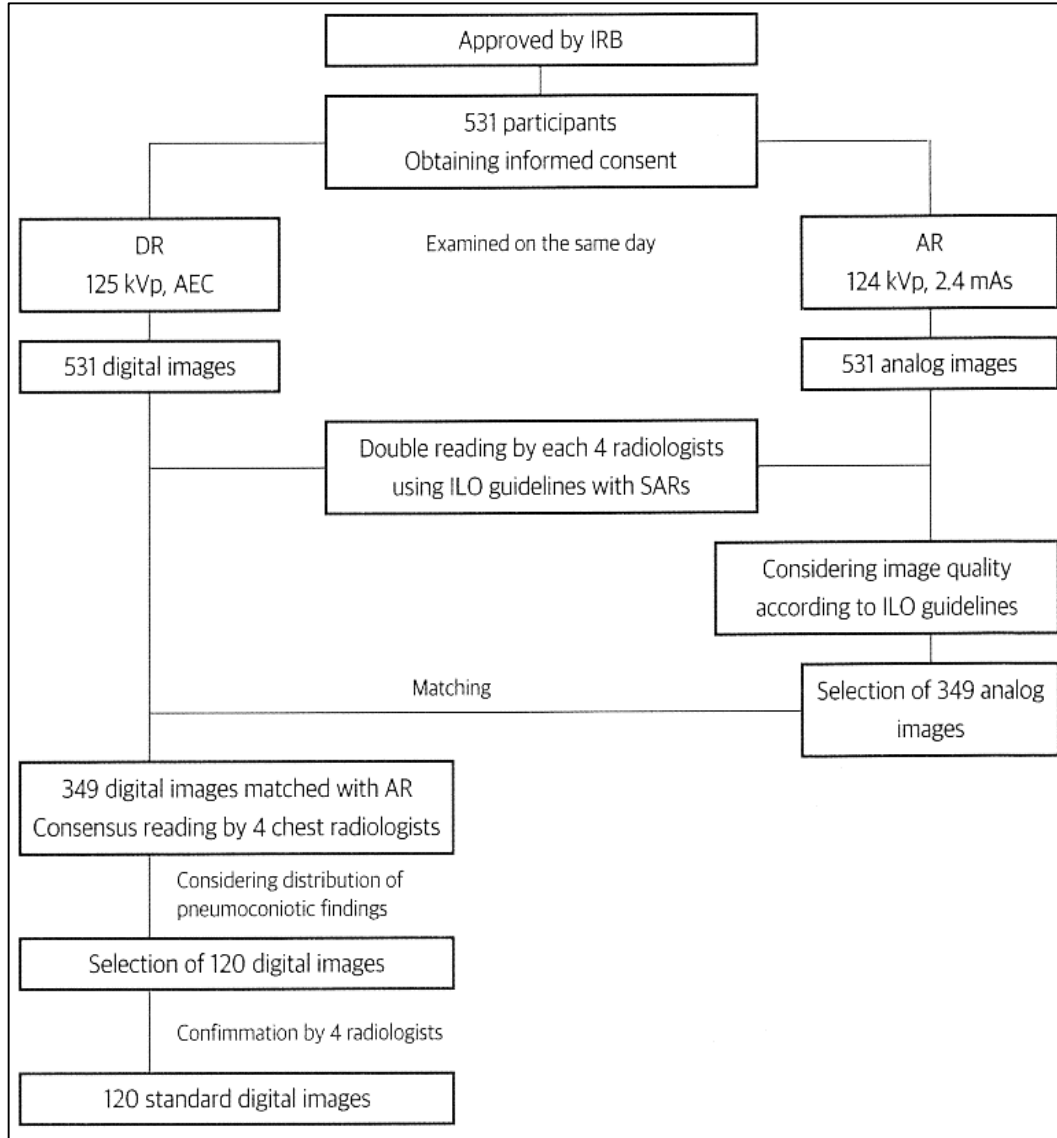 Approved by IRB
531 participants
Obtaining informed consent
DR
125 kVp, AEC
Examined on the same day
AR
124 kVp, 2.4 mAs
531 digital images
531 analog images
Double reading by each 4 radiologists
using ILO guidelines with SARs
Considering image quality
according to ILO guidelines
Matching
Selection of 349 analog
images
349 digital images matched with AR
Consensus reading by 4 chest radiologists
Considering distribution of
pneumoconiotic findings
Selection of 120 digital images
Confimmation by 4 radiologists
120 standard digital images